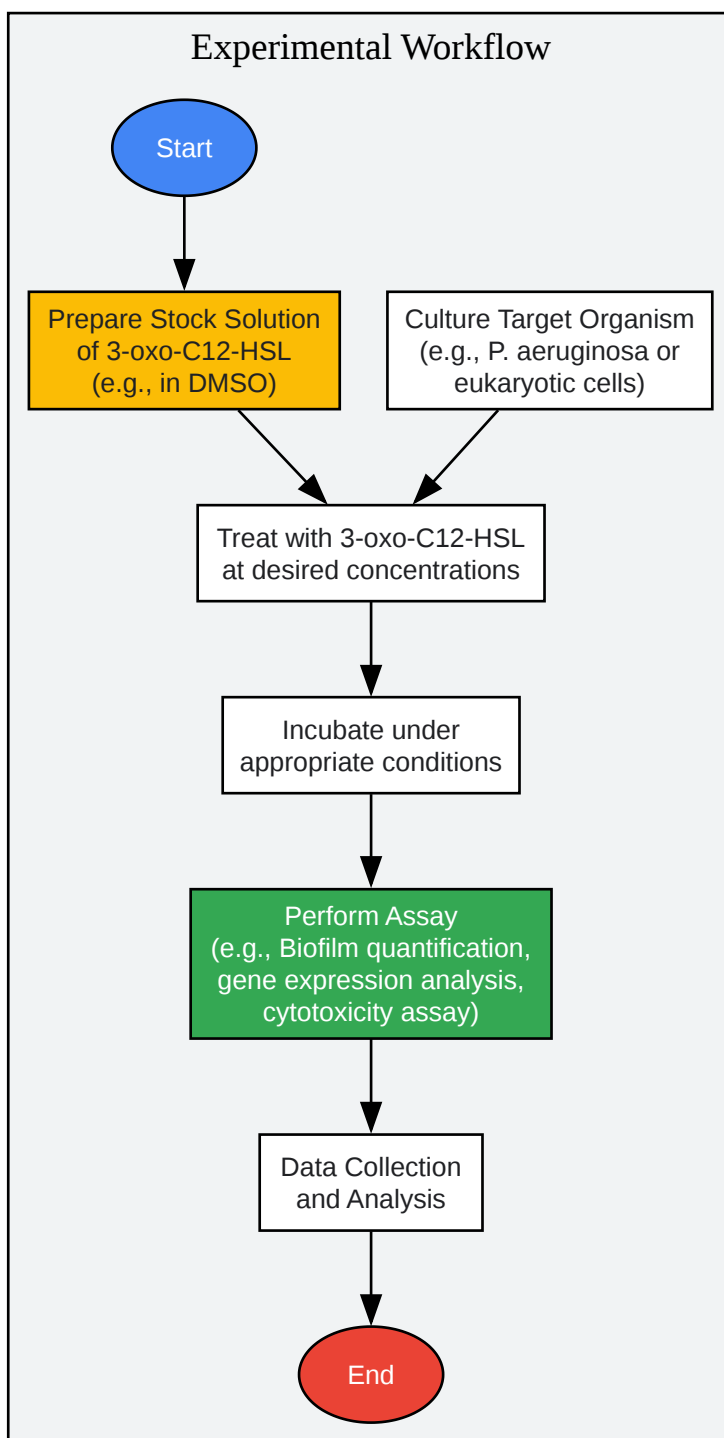 Experimental Workflow
Start
Prepare Stock Solution
of 3-oxo-C12-HSL
(e.g., in DMSO)
Culture Target Organism
(e.g., P. aeruginosa or
eukaryotic cells)
Treat with 3-oxo-C12-HSL
at desired concentrations
Incubate under
appropriate conditions
Perform Assay
(e.g., Biofilm quantification,
gene expression analysis,
cytotoxicity assay)
Data Collection
and Analysis
End